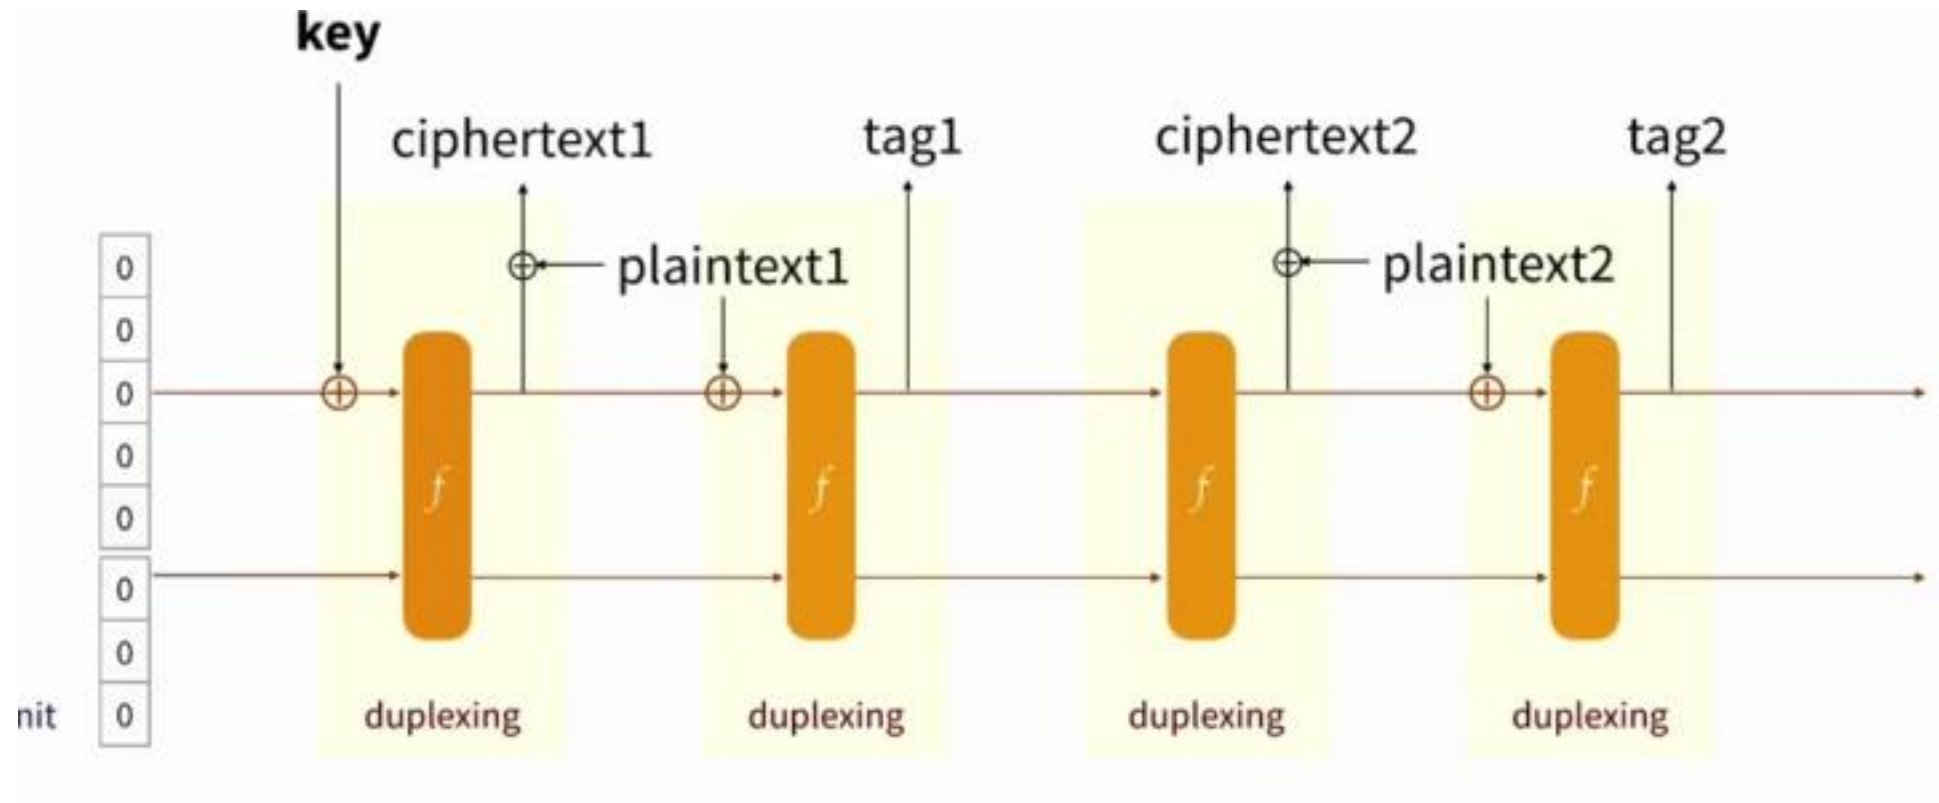 key
ciphertext1
tag1
ciphertext2
tag2
plaintext1
plaintext2
0
0
0
0
0
0
0
0
f
f
f
f
nit
duplexing
duplexing
duplexing
duplexing